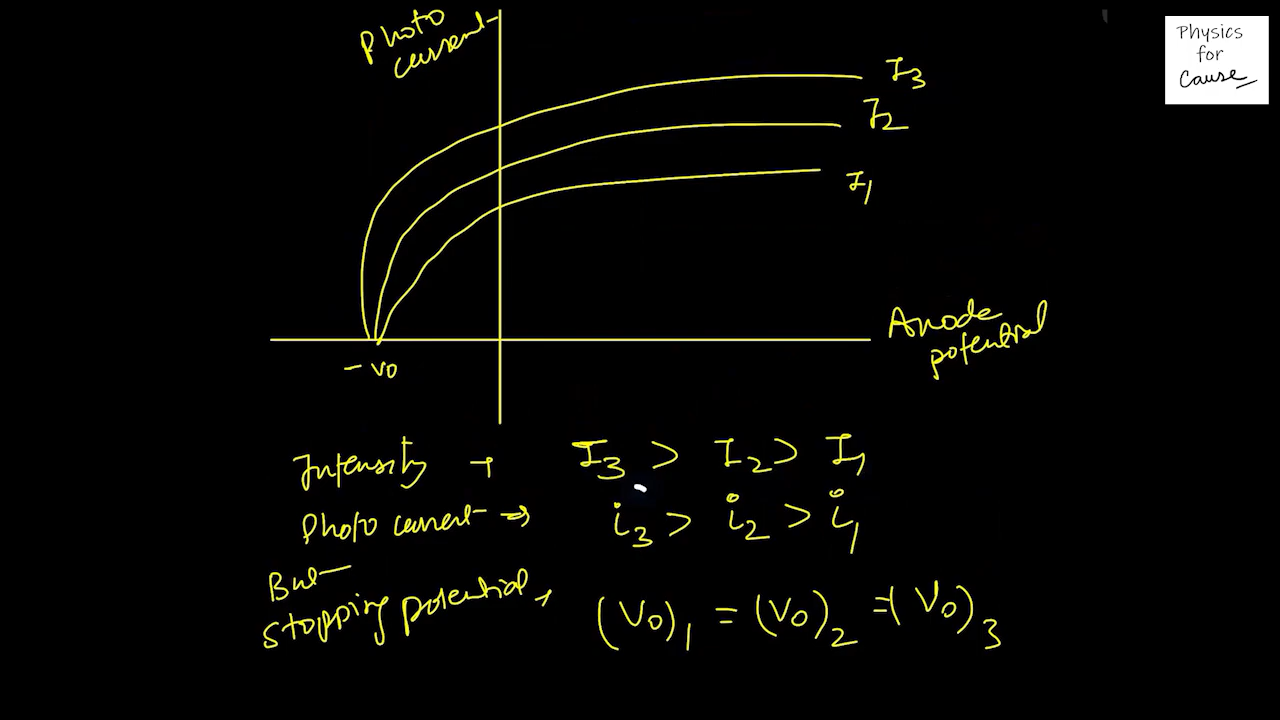 Photo
current
Physics
for
Cause
I3
I2
I1
Anode
potential
- V0
Intensity → I3 > I2 > I1
Photo current → i3 > i2 > i1
But
stopping potential → (V0)1 = (V0)2 = (V0)3